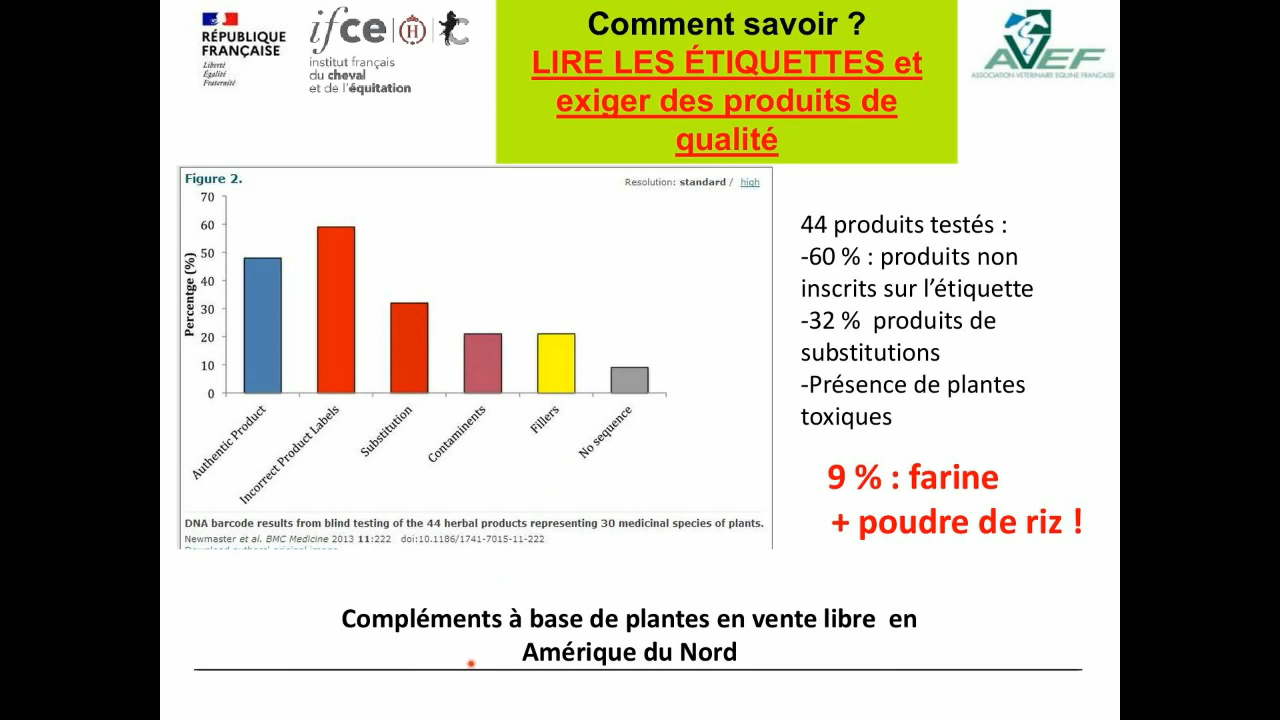 RÉPUBLIQUE
FRANÇAISE
Liberté
Égalité
Fraternité
ifce
institut français
du cheval
et de l'équitation
Comment savoir ?
LIRE LES ÉTIQUETTES et
exiger des produits de
qualité
AVEF
ASSOCIATION VÉTÉRINAIRE ÉQUINE FRANÇAISE
Figure 2.
Resolution: standard / high
Percentge (%)
70
60
50
40
30
20
10
0
Authentic Product
Incorrect Product Labels
Substitution
Contaminents
Fillers
No sequence
DNA barcode results from blind testing of the 44 herbal products representing 30 medicinal species of plants.
Newmaster et al. BMC Medicine 2013 11:222 doi:10.1186/1741-7015-11-222
44 produits testés :
-60 % : produits non
inscrits sur l'étiquette
-32 % produits de
substitutions
-Présence de plantes
toxiques
9 % : farine
+ poudre de riz !
Compléments à base de plantes en vente libre en
Amérique du Nord